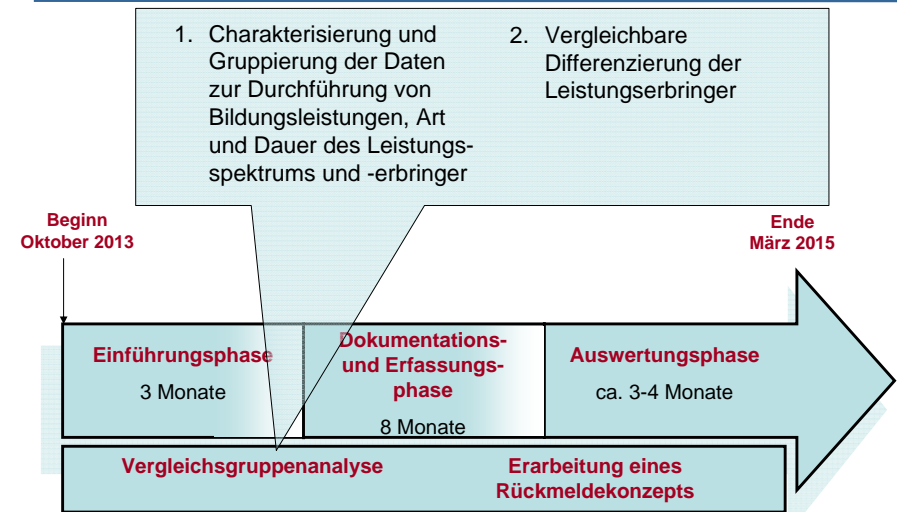 1. Charakterisierung und
Gruppierung der Daten
zur Durchführung von
Bildungsleistungen, Art
und Dauer des Leistungs-
spektrums und -erbringer
2. Vergleichbare
Differenzierung der
Leistungserbringer
Beginn
Oktober 2013
Ende
März 2015
Einführungsphase
3 Monate
Dokumentations-
und Erfassungs-
phase
8 Monate
Auswertungsphase
ca. 3-4 Monate
Vergleichsgruppenanalyse
Erarbeitung eines
Rückmeldekonzepts